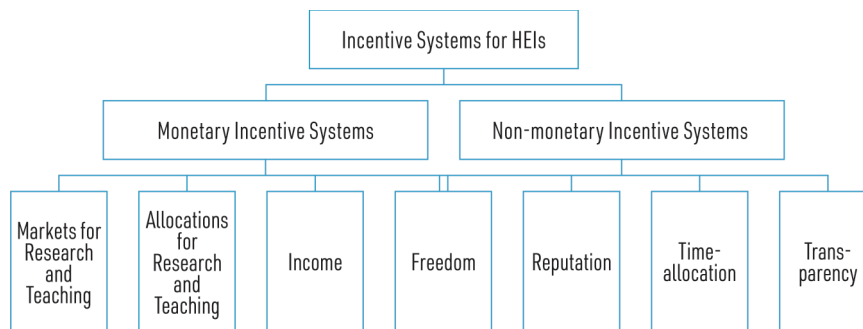 Incentive Systems for HEIs
Monetary Incentive Systems
Non-monetary Incentive Systems
Markets for
Research
and
Teaching
Allocations
for
Research
and
Teaching
Income
Freedom
Reputation
Time-
allocation
Trans-
parency